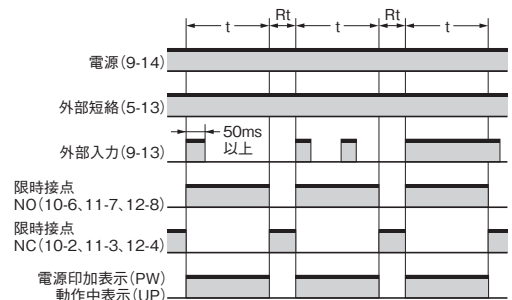 Rt Rt
t t t
電源(9-14)
外部短絡(5-13)
50ms
以上
外部入力(9-13)
限時接点
NO(10-6、11-7、12-8)
限時接点
NC(10-2、11-3、12-4)
電源印加表示(PW)
動作中表示(UP)